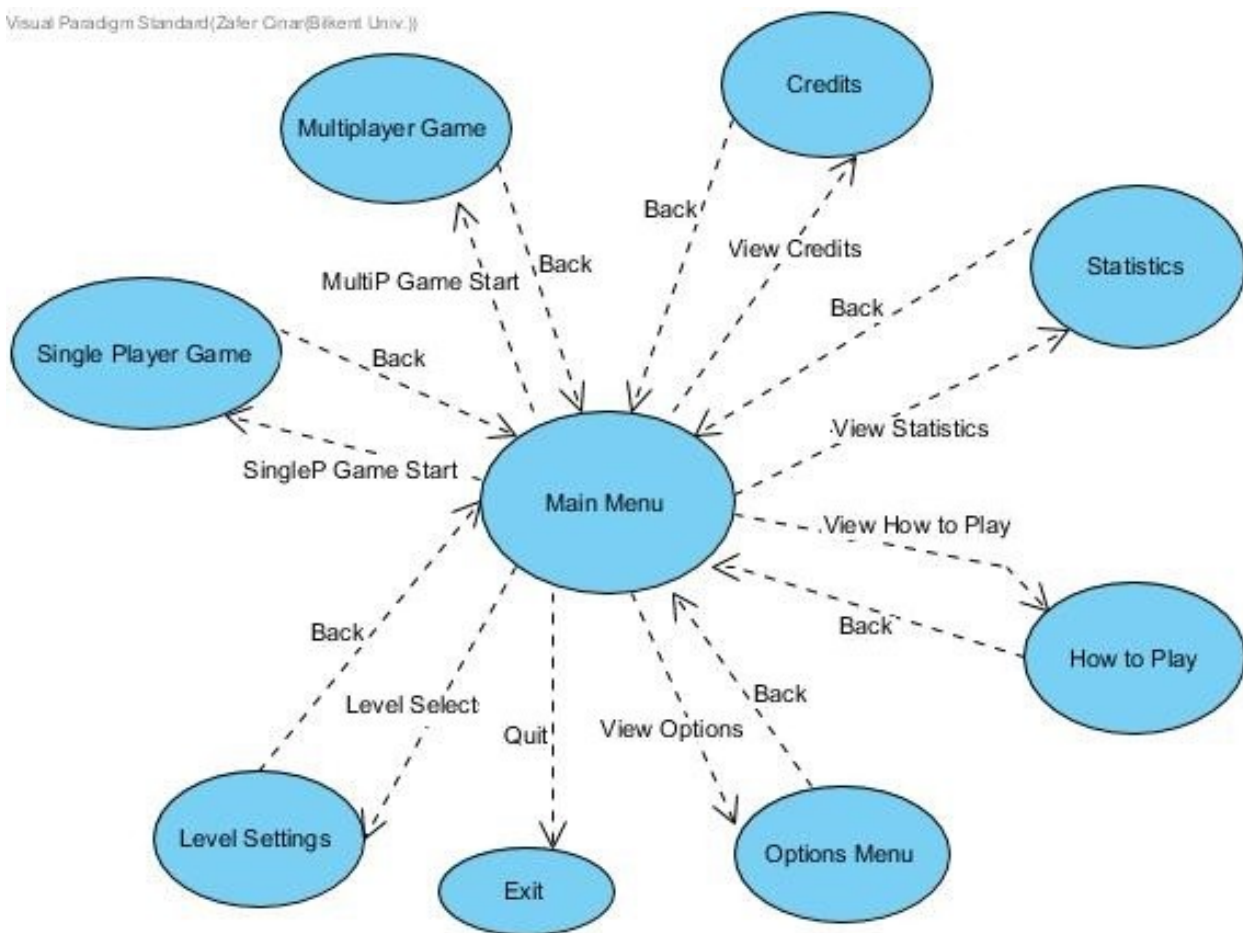 Visual Paradigm Standard(Zafer Cinar(Bilkent Univ.))
Credits
Multiplayer Game
Back
View Credits
Statistics
Back
MultiP Game Start
Back
Single Player Game
Back
View Statistics
SingleP Game Start
Main Menu
View How to Play
Back
Back
How to Play
Level Select
Back
View Options
Quit
Level Settings
Options Menu
Exit